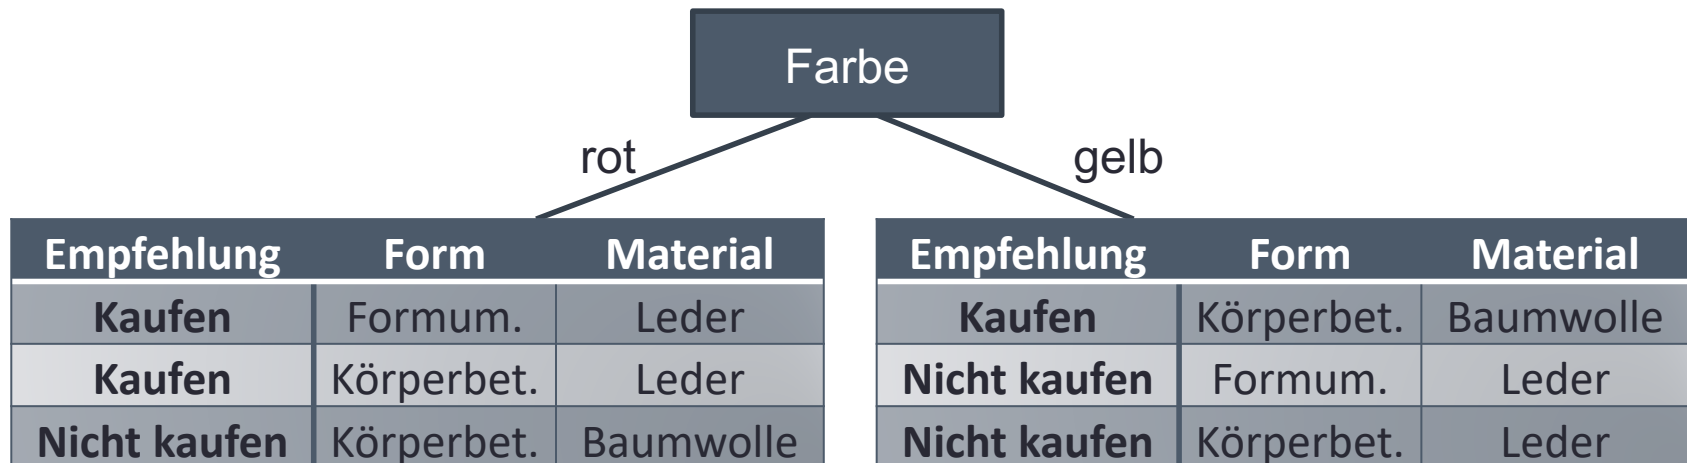 Farbe
rot gelb
Empfehlung Form Material
Kaufen Formum. Leder
Kaufen Körperbet. Leder
Nicht kaufen Körperbet. Baumwolle
Empfehlung Form Material
Kaufen Körperbet. Baumwolle
Nicht kaufen Formum. Leder
Nicht kaufen Körperbet. Leder